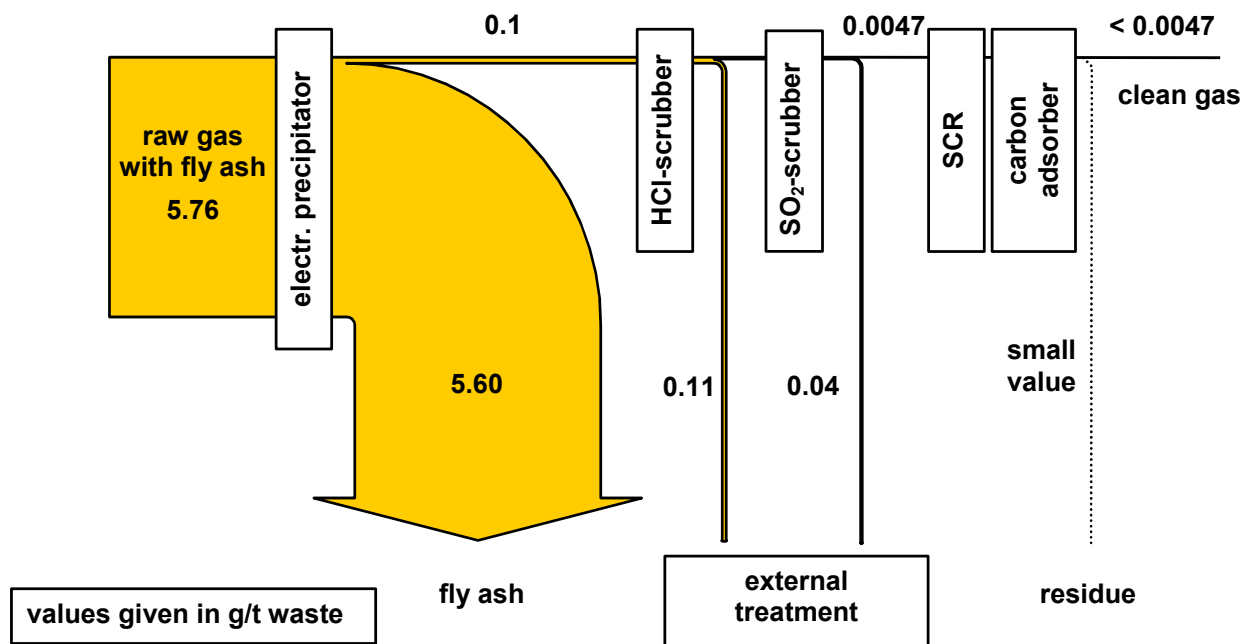 0.1
0.0047
< 0.0047
electr. precipitator
HCl-scrubber
SO₂-scrubber
SCR
carbon
adsorber
clean gas
raw gas
with fly ash
5.76
5.60
0.11
0.04
small
value
fly ash
external
treatment
residue
values given in g/t waste